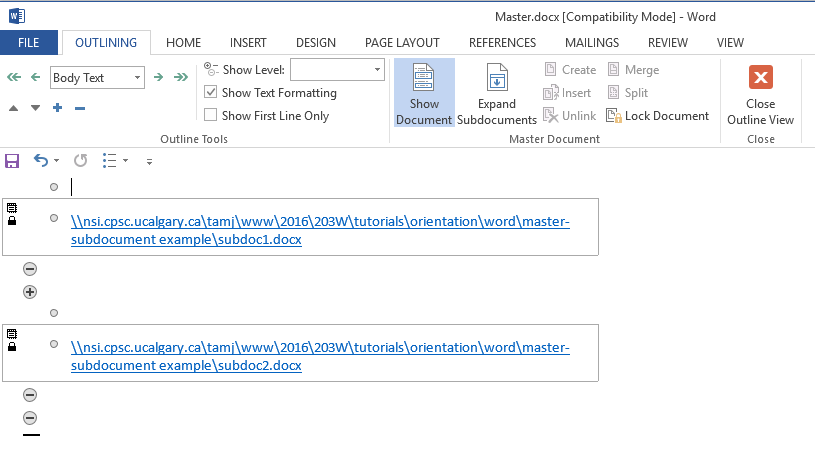 Master.docx [Compatibility Mode] - Word
FILE OUTLINING HOME INSERT DESIGN PAGE LAYOUT REFERENCES MAILINGS REVIEW VIEW
Body Text
Show Level:
Show Text Formatting
Show First Line Only
Outline Tools
Show Document
Expand Subdocuments
Create
Insert
Unlink
Merge
Split
Lock Document
Master Document
Close Outline View
Close
\\nsi.cpsc.ucalgary.ca\tamj\www\2016\203W\tutorials\orientation\word\master-
subdocument example\subdoc1.docx
\\nsi.cpsc.ucalgary.ca\tamj\www\2016\203W\tutorials\orientation\word\master-
subdocument example\subdoc2.docx